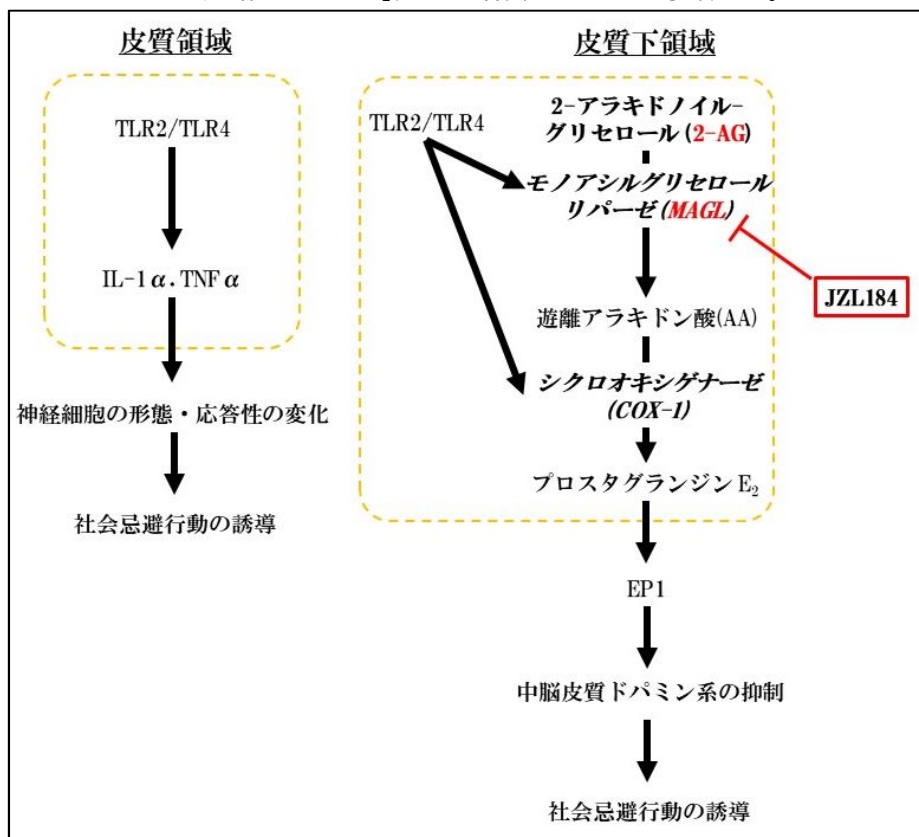 皮質領域
TLR2/TLR4
IL-1α．TNFα
神経細胞の形態・応答性の変化
社会忌避行動の誘導
皮質下領域
TLR2/TLR4
2-アラキドノイル-
グリセロール(2-AG)
モノアシルグリセロール
リパーゼ(MAGL)
JZL184
遊離アラキドン酸(AA)
シクロオキシゲナーゼ
(COX-1)
プロスタグランジンE₂
EP1
中脳皮質ドパミン系の抑制
社会忌避行動の誘導